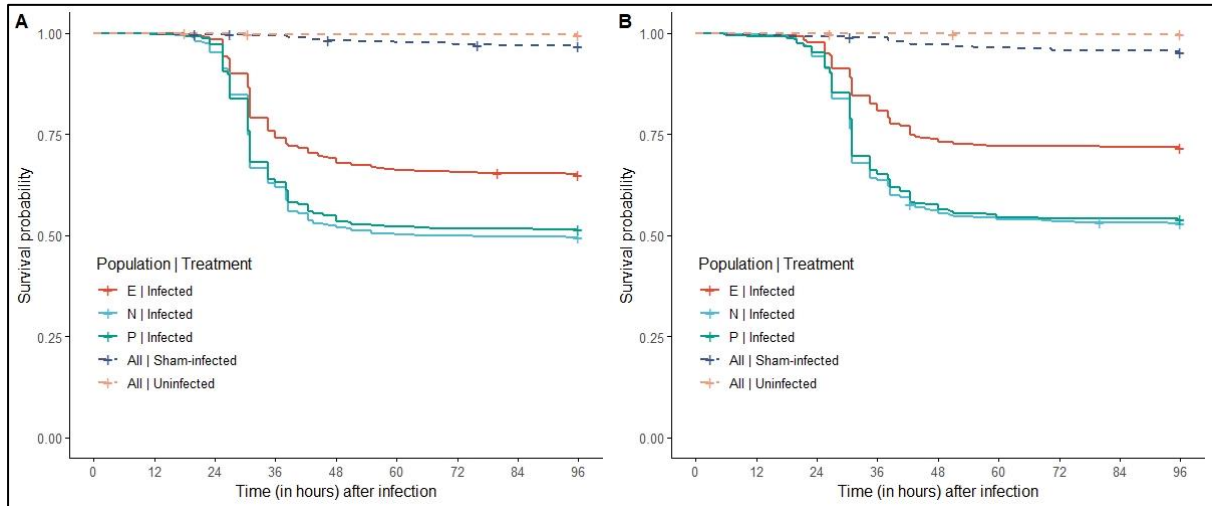 A
1.00
0.75
0.50
0.25
0.00
Survival probability
Population | Treatment
E | Infected
N | Infected
P | Infected
All | Sham-infected
All | Uninfected
0 12 24 36 48 60 72 84 96
Time (in hours) after infection
B
1.00
0.75
0.50
0.25
0.00
Survival probability
Population | Treatment
E | Infected
N | Infected
P | Infected
All | Sham-infected
All | Uninfected
0 12 24 36 48 60 72 84 96
Time (in hours) after infection